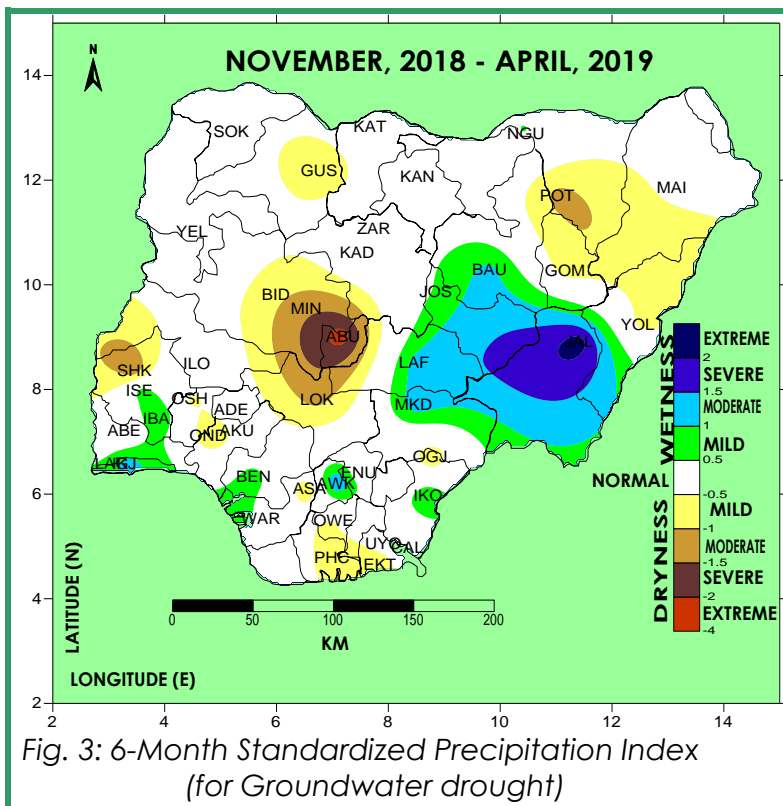 N
NOVEMBER, 2018 - APRIL, 2019
14
12
10
8
6
4
2
KAT
SOK
NGU
GUS
KAN
MAI
POT
ZAR
YEL
KAD
BAU
GOM
JOS
BID
MIN
YOL
ABU
JAL
SHK
ILO
LAF
ISE
OSH
LOK
MKD
IBA
ADE
ABE
OND
AKU
OGJ
LAG
IKJ
BEN
ENU
AWK
ASA
IKO
WAR
OWE
UYO
CAL
PHC
EKT
WETNESS
EXTREME
2
SEVERE
1.5
MODERATE
1
MILD
0.5
NORMAL
-0.5
MILD
-1
MODERATE
-1.5
SEVERE
-2
EXTREME
-4
DRYNESS
LATITUDE (N)
0 50 100 150 200
KM
LONGITUDE (E)
2 4 6 8 10 12 14
Fig. 3: 6-Month Standardized Precipitation Index
(for Groundwater drought)